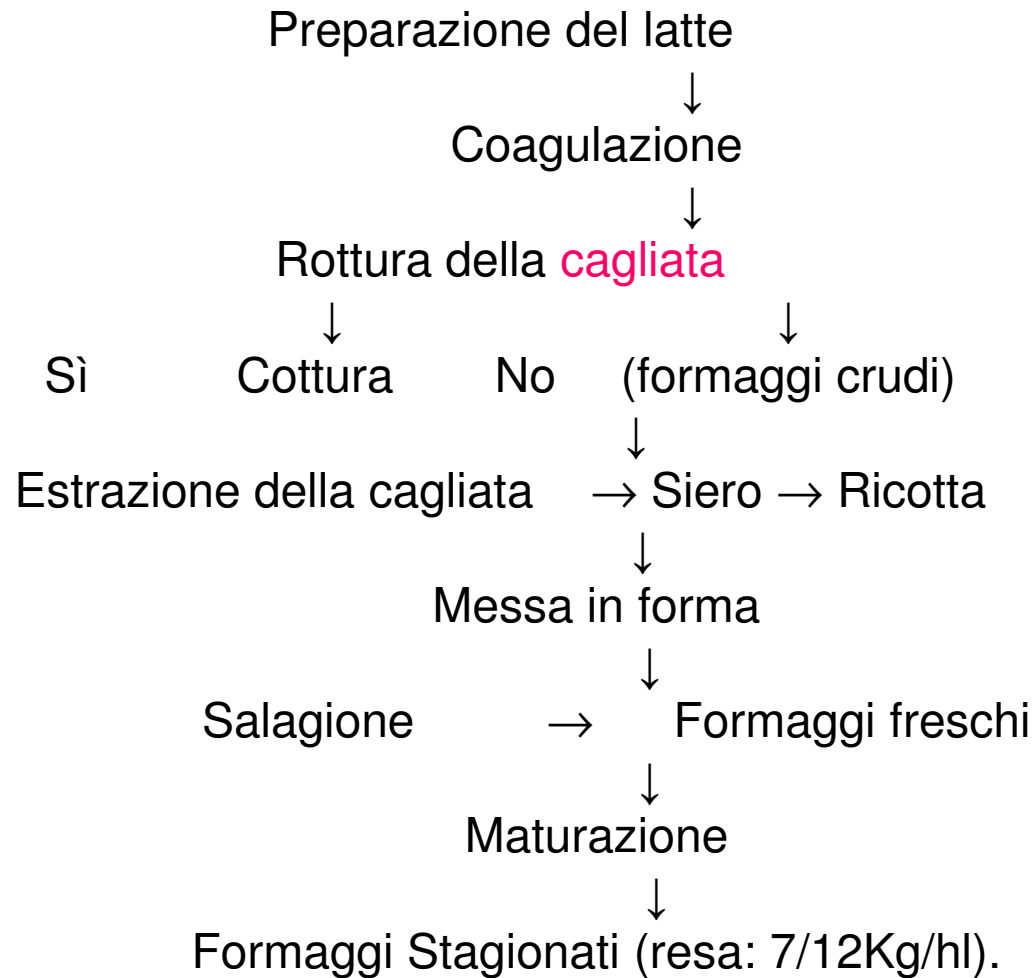 Preparazione del latte
↓
Coagulazione
↓
Rottura della cagliata
↓ ↓
Sì Cottura No (formaggi crudi)
↓
Estrazione della cagliata → Siero → Ricotta
↓
Messa in forma
↓
Salagione → Formaggi freschi
↓
Maturazione
↓
Formaggi Stagionati (resa: 7/12Kg/hl).